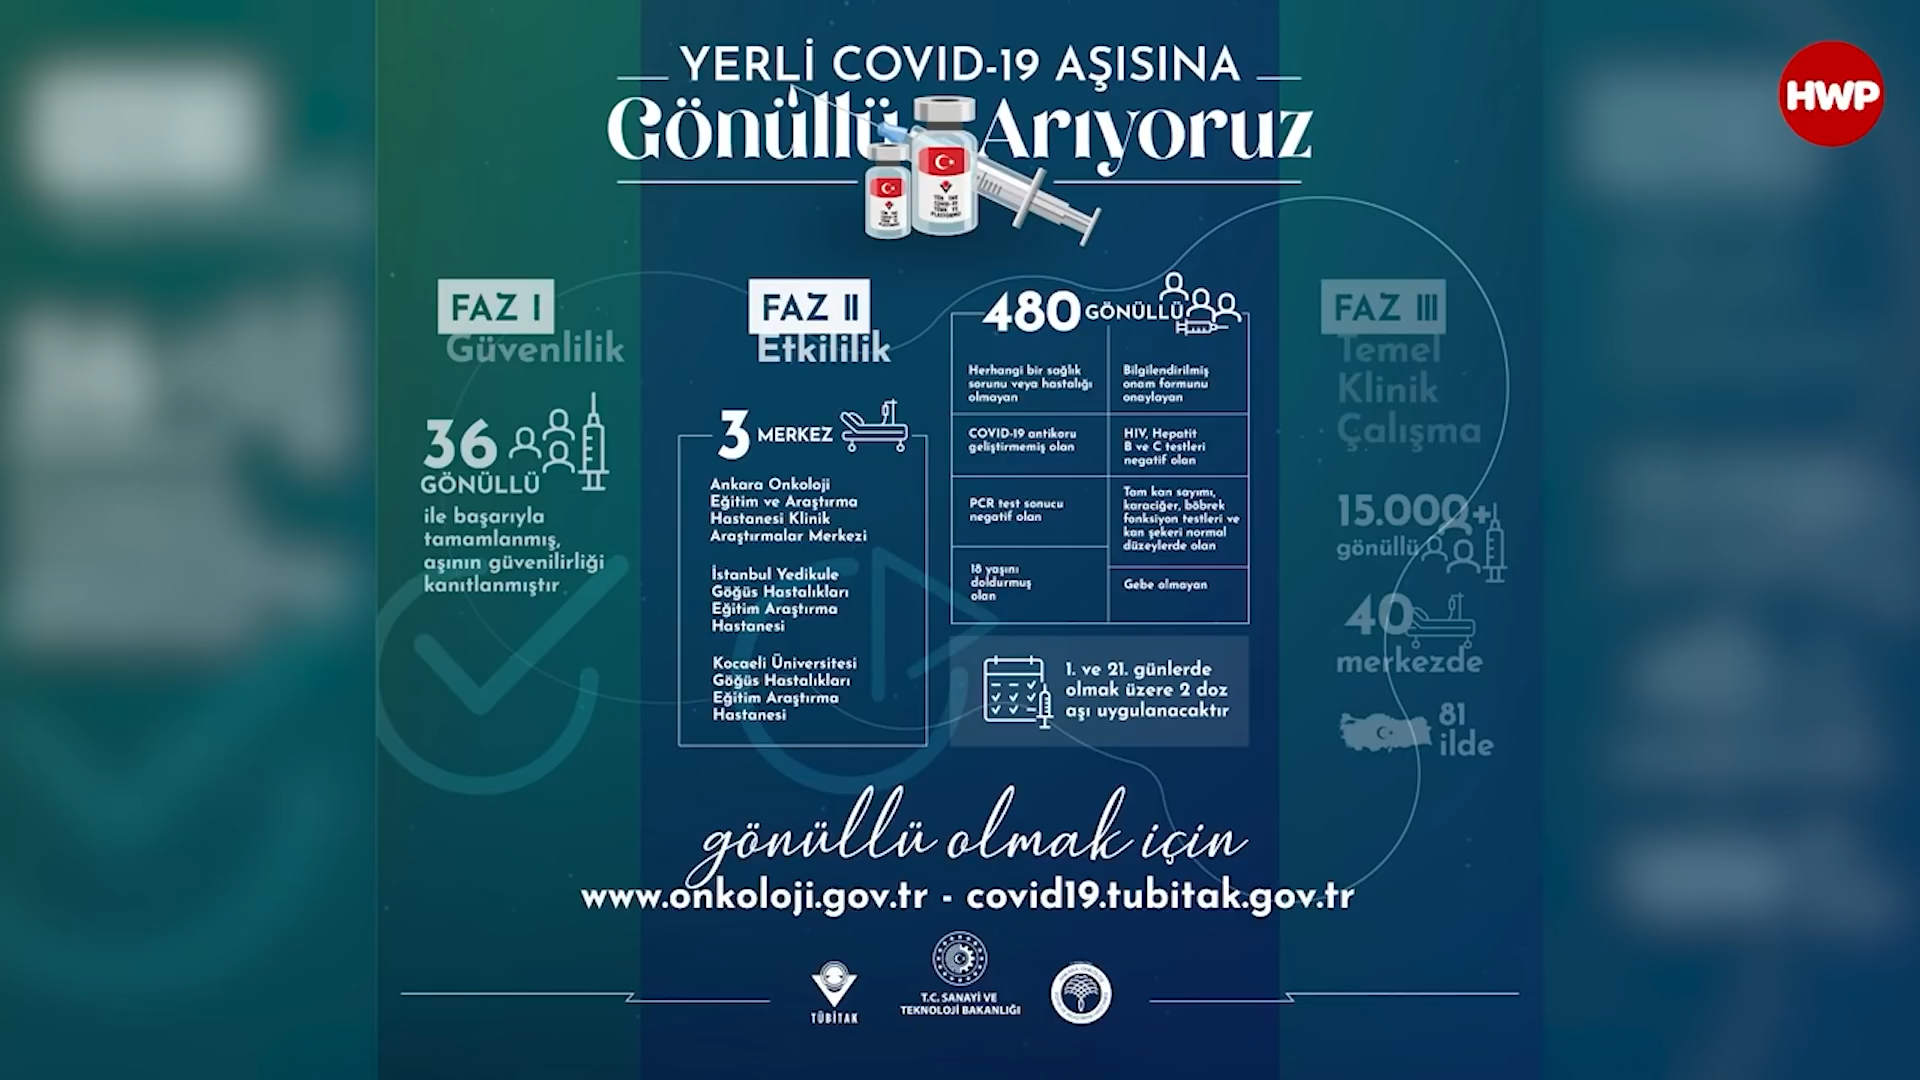 YERLİ COVID-19 AŞISINA
Gönüllü Arıyoruz
HWP
FAZ I
Güvenlilik
36
GÖNÜLLÜ
ile başarıyla
tamamlanmış,
aşının güvenilirliği
kanıtlanmıştır.
FAZ II
Etkililik
3 MERKEZ
Ankara Onkoloji
Eğitim ve Araştırma
Hastanesi Klinik
Araştırmalar Merkezi
İstanbul Yedikule
Göğüs Hastalıkları
Eğitim Araştırma
Hastanesi
Kocaeli Üniversitesi
Göğüs Hastalıkları
Eğitim Araştırma
Hastanesi
480 GÖNÜLLÜ
Herhangi bir sağlık
sorunu veya hastalığı
olmayan
Bilgilendirilmiş
onam formunu
onaylayan
COVID-19 antikoru
geliştirmemiş olan
HIV, Hepatit
B ve C testleri
negatif olan
PCR test sonucu
negatif olan
Tam kan sayımı,
karaciğer, böbrek
fonksiyon testleri ve
kan şekeri normal
düzeylerde olan
18 yaşını
doldurmuş
olan
Gebe olmayan
1. ve 21. günlerde
olmak üzere 2 doz
aşı uygulanacaktır
FAZ III
Temel
Klinik
Çalışma
15.000+
gönüllü
40
merkezde
81
ilde
gönüllü olmak için
www.onkoloji.gov.tr - covid19.tubitak.gov.tr
TÜBİTAK
T.C. SANAYİ VE
TEKNOLOJİ BAKANLIĞI